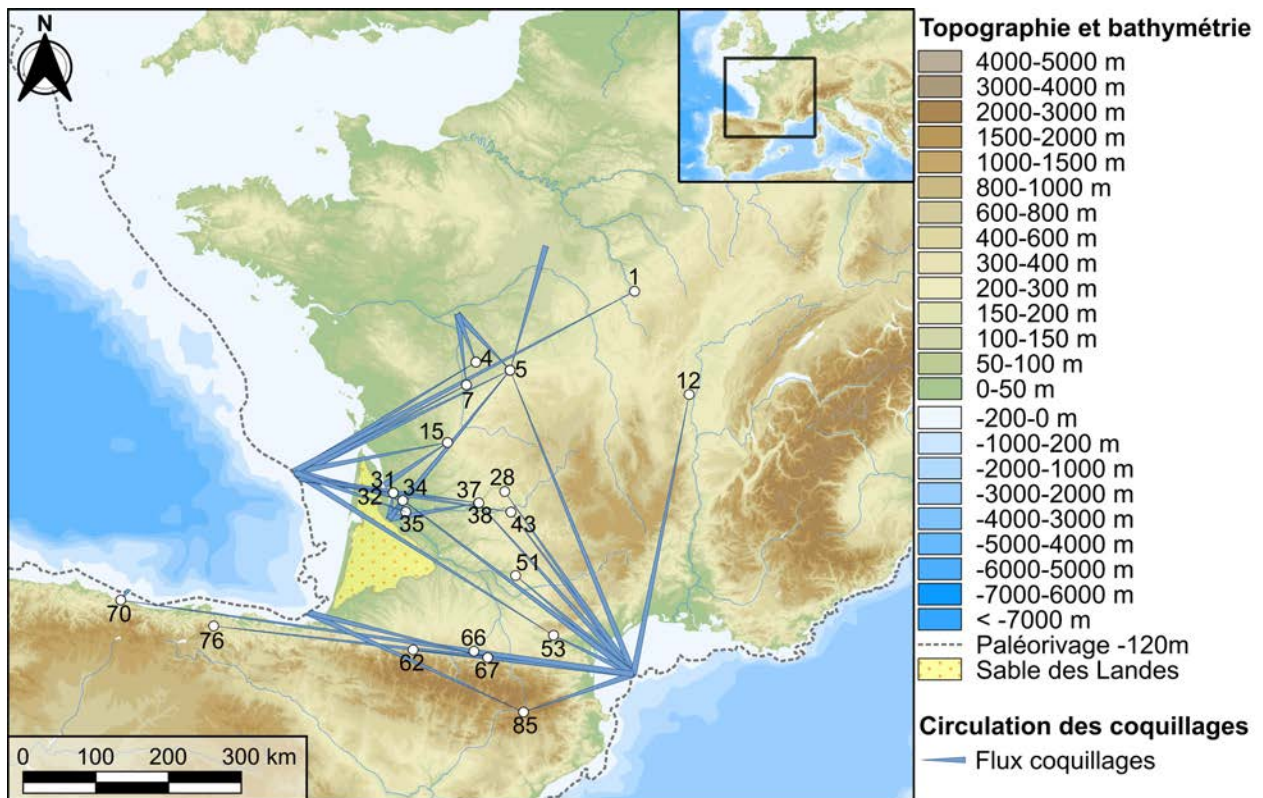 N
1
4
5
7
12
15
31
34
32
35
37
28
38
43
51
70
76
62
66
67
53
85
0 100 200 300 km
Topographie et bathymétrie
4000-5000 m
3000-4000 m
2000-3000 m
1500-2000 m
1000-1500 m
800-1000 m
600-800 m
400-600 m
300-400 m
200-300 m
150-200 m
100-150 m
50-100 m
0-50 m
-200-0 m
-1000-200 m
-2000-1000 m
-3000-2000 m
-4000-3000 m
-5000-4000 m
-6000-5000 m
-7000-6000 m
< -7000 m
Paléorivage -120m
Sable des Landes
Circulation des coquillages
Flux coquillages